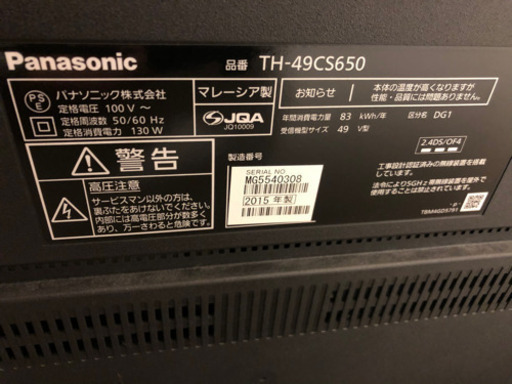 Panasonic
品番 TH-49CS650
PSE
パナソニック株式会社
定格電圧 100 V ～
定格周波数 50/60 Hz
定格消費電力 130 W
マレーシア製
JQA
JQ10009
お知らせ
本体の温度が高くなりますが
性能・品質には問題ありません。
年間消費電力量 83 kWh/年 区分名 DG1
受信機型サイズ 49 V型
2.4DS/OF4
警告
高圧注意
サービスマン以外の方は、
裏ぶたをあけないでください。
内部には高電圧部分が数多く
あり、万一さわると危険です。
製造番号
SERIAL NO.
MG5540308
2015 年製
工事設計認証済みの無線装置を搭載
しています。
法令により5GHz帯無線装置を屋外で
使用することは禁止されています。